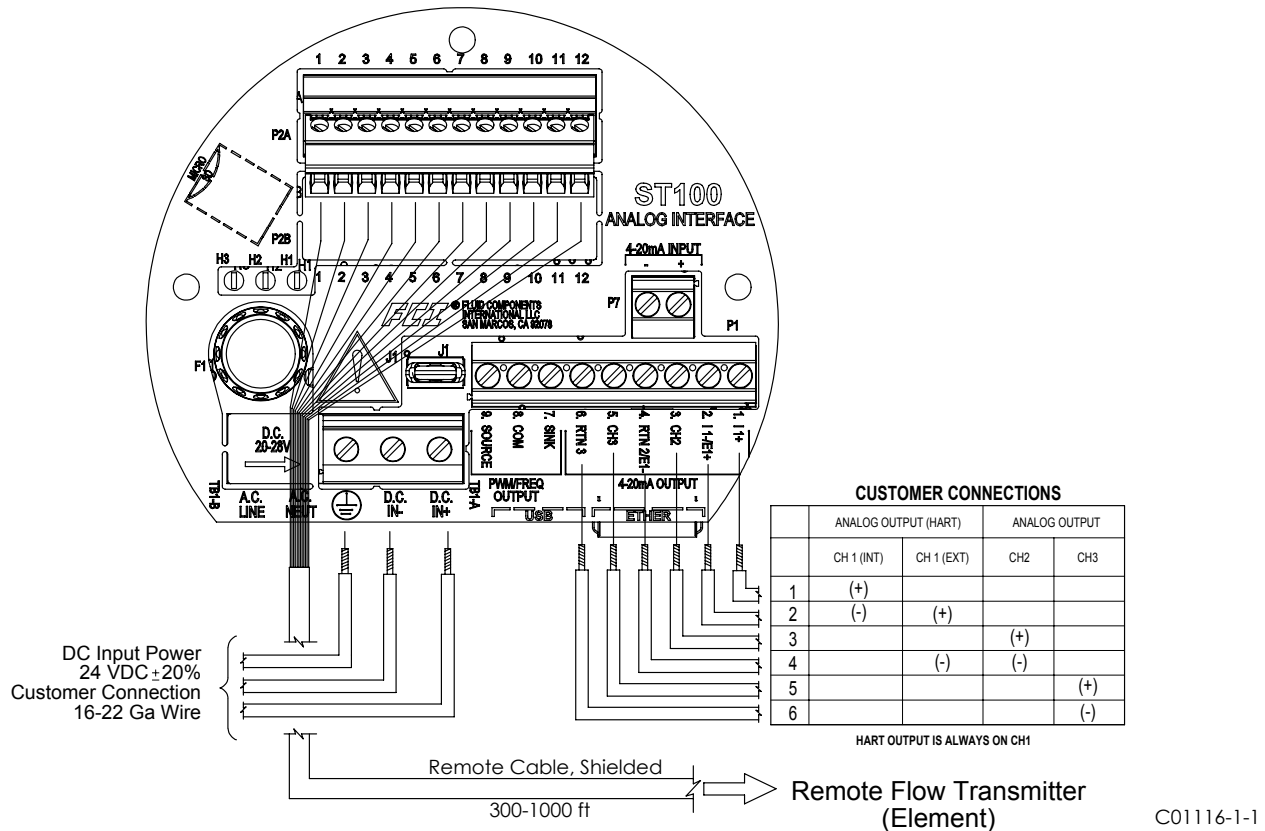 1 2 3 4 5 6 7 8 9 10 11 12
A
P2A
MICRO
B
P2B
ST100
ANALOG INTERFACE
4-20mA INPUT
- +
P7
P1
H3 H2 H1
1 2 3 4 5 6 7 8 9 10 11 12
FCI
© FLUID COMPONENTS
INTERNATIONAL LLC
SAN MARCOS, CA 92078
F1
!
J1 J1
9. SOURCE
8. COM
7. SINK
6. RTN 3
5. CH3
4. RTN 2/E1-
3. CH2
2. I1-/E1+
1. I1+
D.C.
20-28V
TB1-B
A.C.
LINE
A.C.
NEUT
D.C.
IN-
D.C.
IN+
TB1-A
PWM/FREQ
OUTPUT
4-20mA OUTPUT
USB
ETHER
CUSTOMER CONNECTIONS
ANALOG OUTPUT (HART) ANALOG OUTPUT
CH 1 (INT) CH 1 (EXT) CH2 CH3
1 (+)
2 (-) (+)
3 (+)
4 (-) (-)
5 (+)
6 (-)
HART OUTPUT IS ALWAYS ON CH1
DC Input Power
24 VDC ±20%
Customer Connection
16-22 Ga Wire
Remote Cable, Shielded
300-1000 ft
Remote Flow Transmitter
(Element)
C01116-1-1